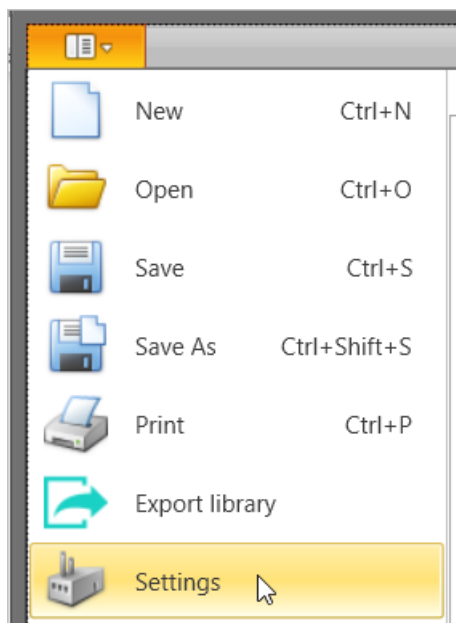 New Ctrl+N
Open Ctrl+O
Save Ctrl+S
Save As Ctrl+Shift+S
Print Ctrl+P
Export library
Settings